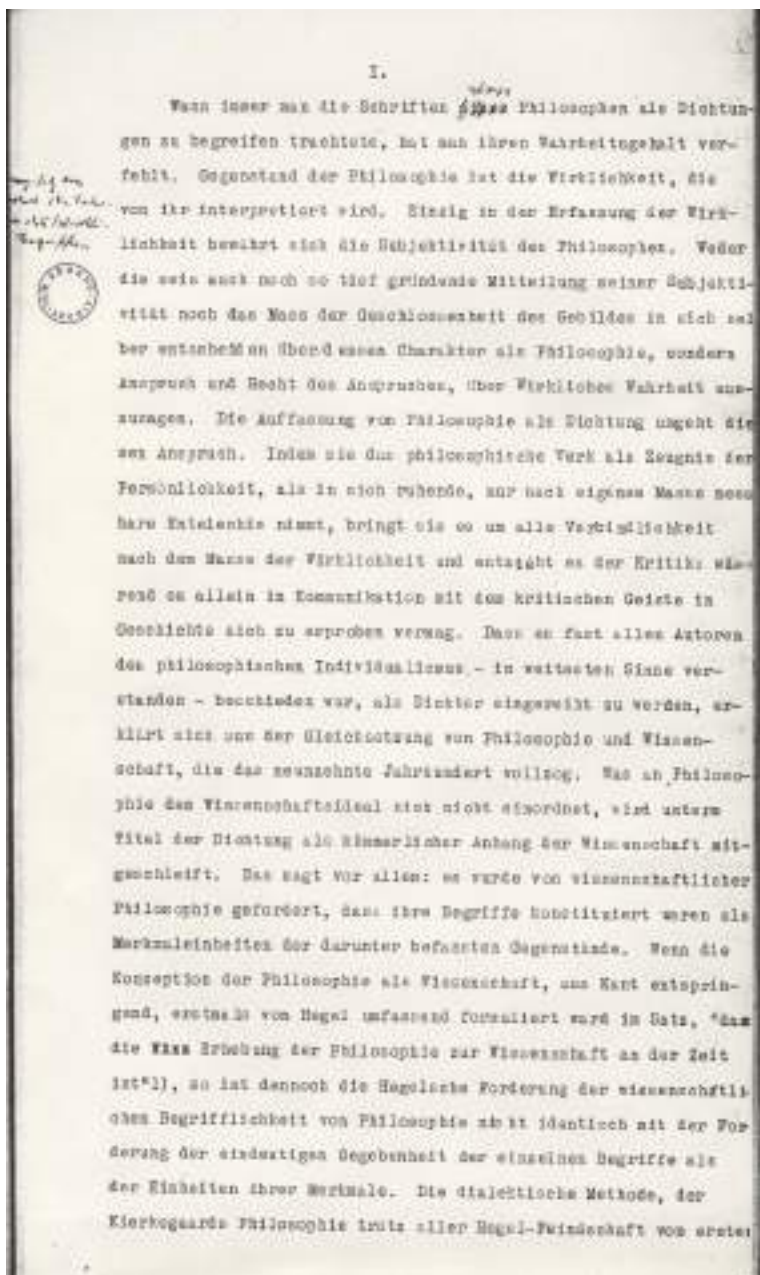 I.
Wann immer man die Schriften Philosophen als Dichtun-
gen zu begreifen trachtete, hat man ihren Wahrheitsgehalt ver-
fehlt. Gegenstand der Philosophie ist die Wirklichkeit, die
von ihr interpretiert wird. Einzig in der Erfassung der Wirk-
lichkeit bewährt sich die Subjektivität des Philosophen. Weder
die sein auch noch so tief gründende Mitteilung seiner Subjekti-
vität noch das Mass der Geschlossenheit des Gebildes in sich sel
ber entscheiden über dessen Charakter als Philosophie, sondern
Anspruch und Recht des Anspruches, über Wirkliches Wahrheit aus-
zusagen. Die Auffassung von Philosophie als Dichtung umgeht die
sen Anspruch. Indem sie das philosophische Werk als Zeugnis der
Persönlichkeit, als in sich ruhende, nur nach eigenem Masse mess
bare Entelechie nimmt, bringt sie es um alle Verbindlichkeit
nach dem Masse der Wirklichkeit und entzieht es der Kritik:
rend es allein in Kommunikation mit dem kritischen Geiste in
Geschichte sich zu erproben vermag. Dass es fast allen Autoren
des philosophischen Individualismus - im weitesten Sinne ver-
standen - beschieden war, als Dichter eingereiht zu werden, er-
klärt sich aus der Gleichsetzung von Philosophie und Wissen-
schaft, die das neunzehnte Jahrhundert vollzog. Was an Philoso-
phie dem Wissenschaftsideal sich nicht einordnet, wird unterm
Titel der Dichtung als kümmerlicher Anhang der Wissenschaft mit-
geschleift. Das sagt vor allem: es wurde von wissenschaftlicher
Philosophie gefordert, dass ihre Begriffe konstituiert waren als
Merkmaleinheiten der darunter befassten Gegenstände. Wenn die
Konzeption der Philosophie als Wissenschaft, aus Kant entsprin-
gend, erstmals von Hegel umfassend formuliert ward im Satz, "dass
die Erhebung der Philosophie zur Wissenschaft an der Zeit
ist"1), so ist dennoch die Hegelsche Forderung der wissenschaftli
chen Begrifflichkeit von Philosophie nicht identisch mit der For
derung der eindeutigen Gegebenheit der einzelnen Begriffe als
der Einheiten ihrer Merkmale. Die dialektische Methode, der
Kierkegaards Philosophie trotz aller Hegel-Feindschaft vom ersten